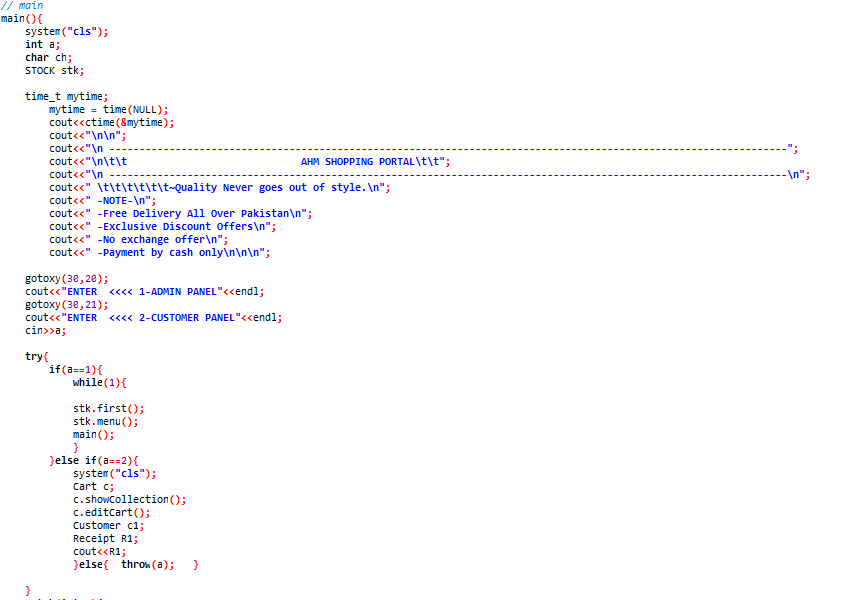 // main
main(){
    system("cls");
    int a;
    char ch;
    STOCK stk;

    time_t mytime;
        mytime = time(NULL);
        cout<<ctime(&mytime);
        cout<<"\n\n";
        cout<<"\n -----------------------------------------------------------------------------------------------------------------";
        cout<<"\n\t\t                             AHM SHOPPING PORTAL\t\t";
        cout<<"\n -----------------------------------------------------------------------------------------------------------------\n";
        cout<<" \t\t\t\t\t\t~Quality Never goes out of style.\n";
        cout<<" -NOTE-\n";
        cout<<" -Free Delivery All Over Pakistan\n";
        cout<<" -Exclusive Discount Offers\n";
        cout<<" -No exchange offer\n";
        cout<<" -Payment by cash only\n\n\n";

    gotoxy(30,20);
    cout<<"ENTER  <<<< 1-ADMIN PANEL"<<endl;
    gotoxy(30,21);
    cout<<"ENTER  <<<< 2-CUSTOMER PANEL"<<endl;
    cin>>a;

    try{
        if(a==1){
            while(1){

            stk.first();
            stk.menu();
            main();
            }
        }else if(a==2){
            system("cls");
            Cart c;
            c.showCollection();
            c.editCart();
            Customer c1;
            Receipt R1;
            cout<<R1;
            }else{  throw(a);   }

    }